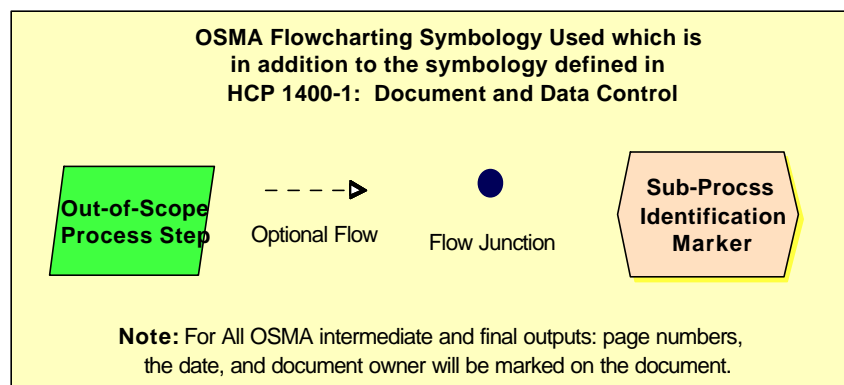 OSMA Flowcharting Symbology Used which is
in addition to the symbology defined in
HCP 1400-1: Document and Data Control
Out-of-Scope
Process Step
Optional Flow
Flow Junction
Sub-Procss
Identification
Marker
Note: For All OSMA intermediate and final outputs: page numbers,
the date, and document owner will be marked on the document.